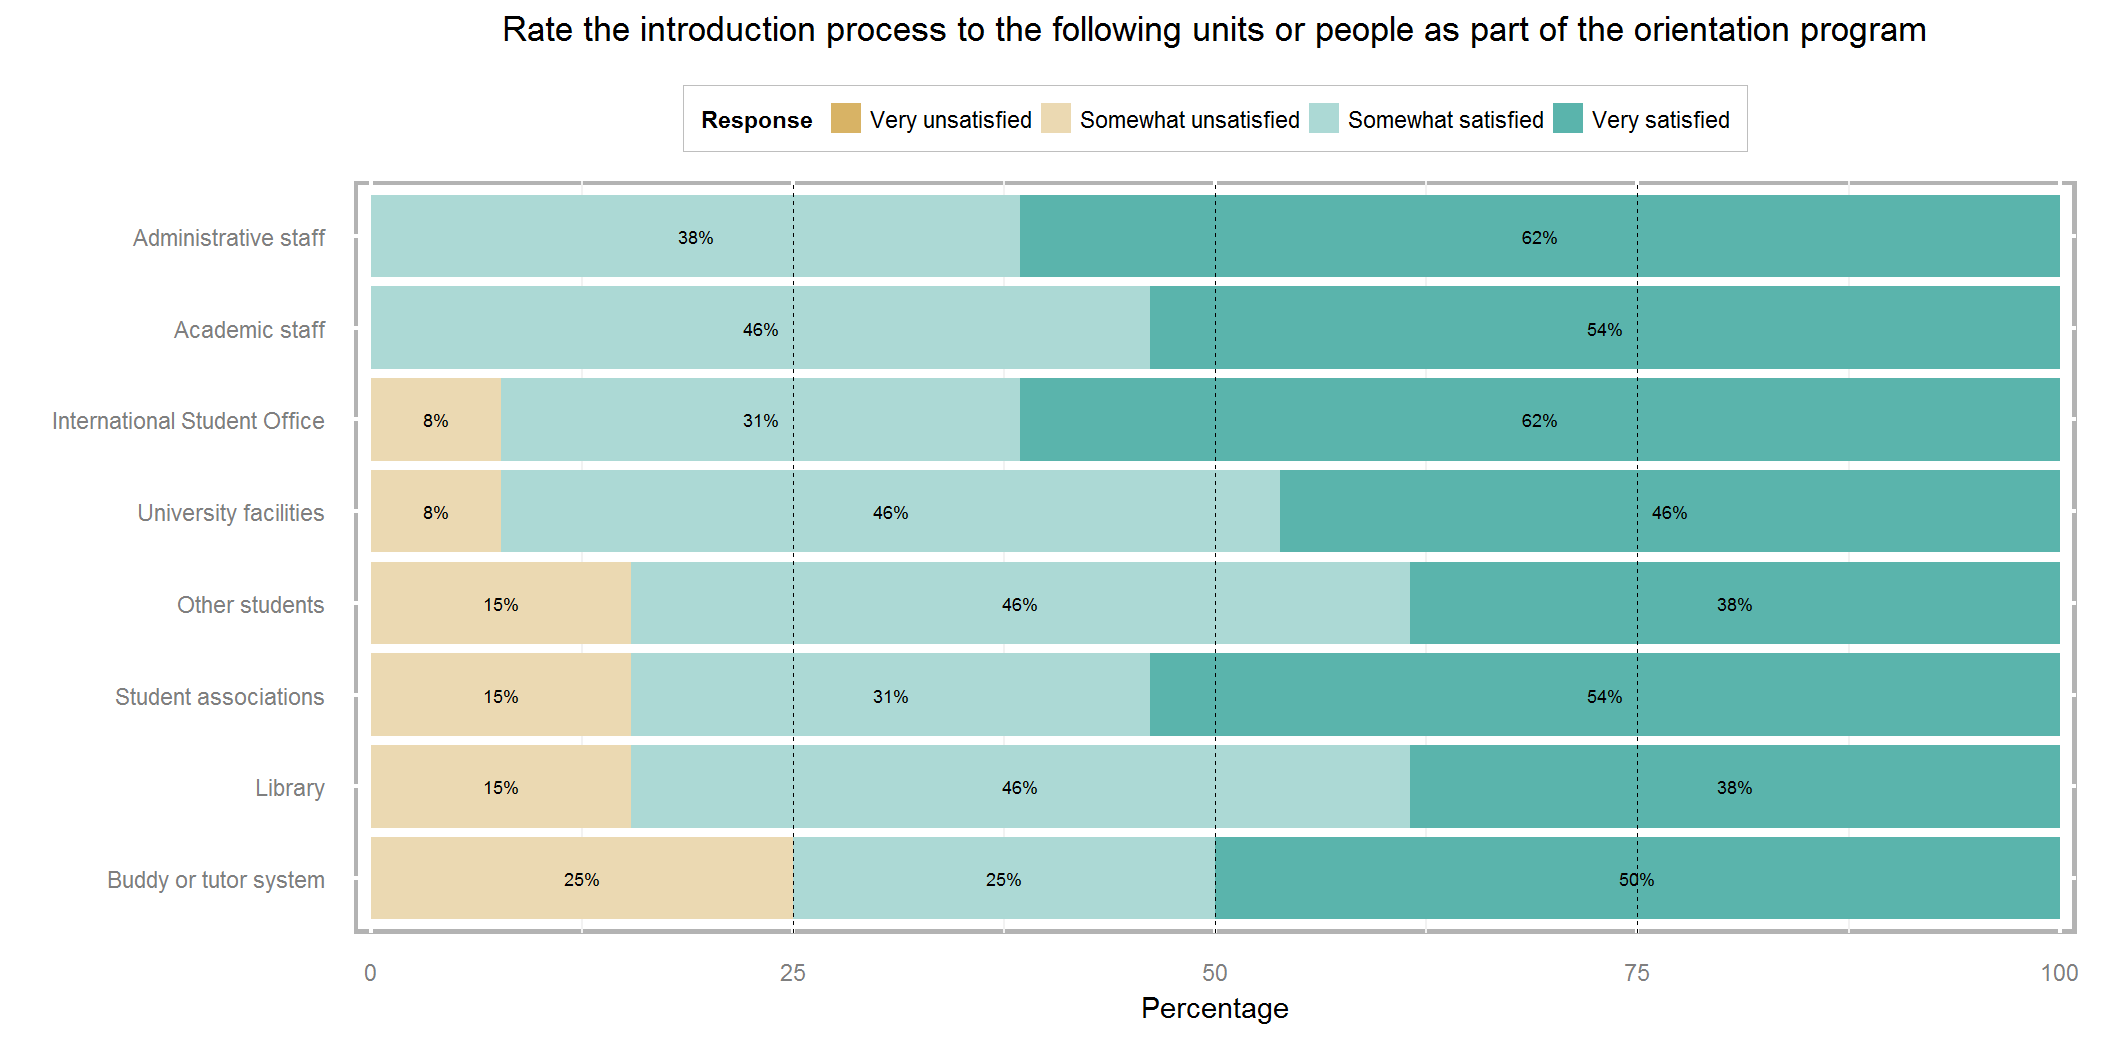 Rate the introduction process to the following units or people as part of the orientation program
Response Very unsatisfied Somewhat unsatisfied Somewhat satisfied Very satisfied
Administrative staff 38% 62%
Academic staff 46% 54%
International Student Office 8% 31% 62%
University facilities 8% 46% 46%
Other students 15% 46% 38%
Student associations 15% 31% 54%
Library 15% 46% 38%
Buddy or tutor system 25% 25% 50%
0 25 50 75 100
Percentage